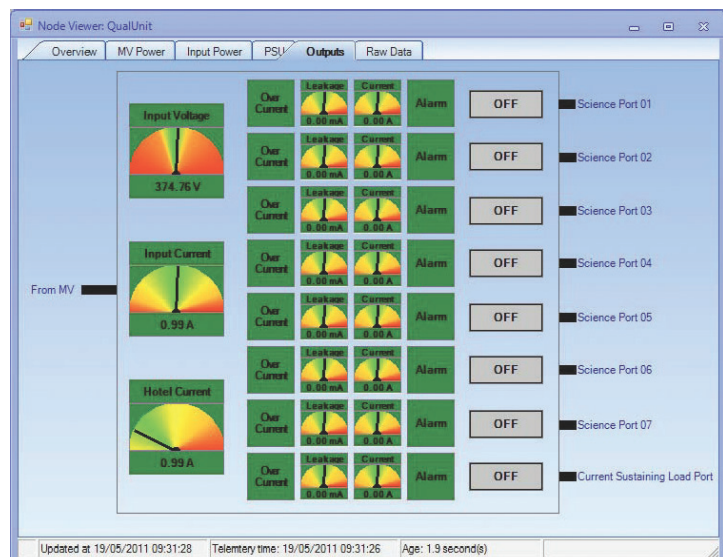 Node Viewer: QualUnit
Overview MV Power Input Power PSU Outputs Raw Data
From MV
Input Voltage
374.76 V
Input Current
0.99 A
Hotel Current
0.99 A
Over Current Leakage 0.00 mA Current 0.00 A Alarm OFF Science Port 01
Over Current Leakage 0.00 mA Current 0.00 A Alarm OFF Science Port 02
Over Current Leakage 0.00 mA Current 0.00 A Alarm OFF Science Port 03
Over Current Leakage 0.00 mA Current 0.00 A Alarm OFF Science Port 04
Over Current Leakage 0.00 mA Current 0.00 A Alarm OFF Science Port 05
Over Current Leakage 0.00 mA Current 0.00 A Alarm OFF Science Port 06
Over Current Leakage 0.00 mA Current 0.00 A Alarm OFF Science Port 07
Over Current Leakage 0.00 mA Current 0.00 A Alarm OFF Current Sustaining Load Port
Updated at 19/05/2011 09:31:28 Telemtery time: 19/05/2011 09:31:26 Age: 1.9 second(s)